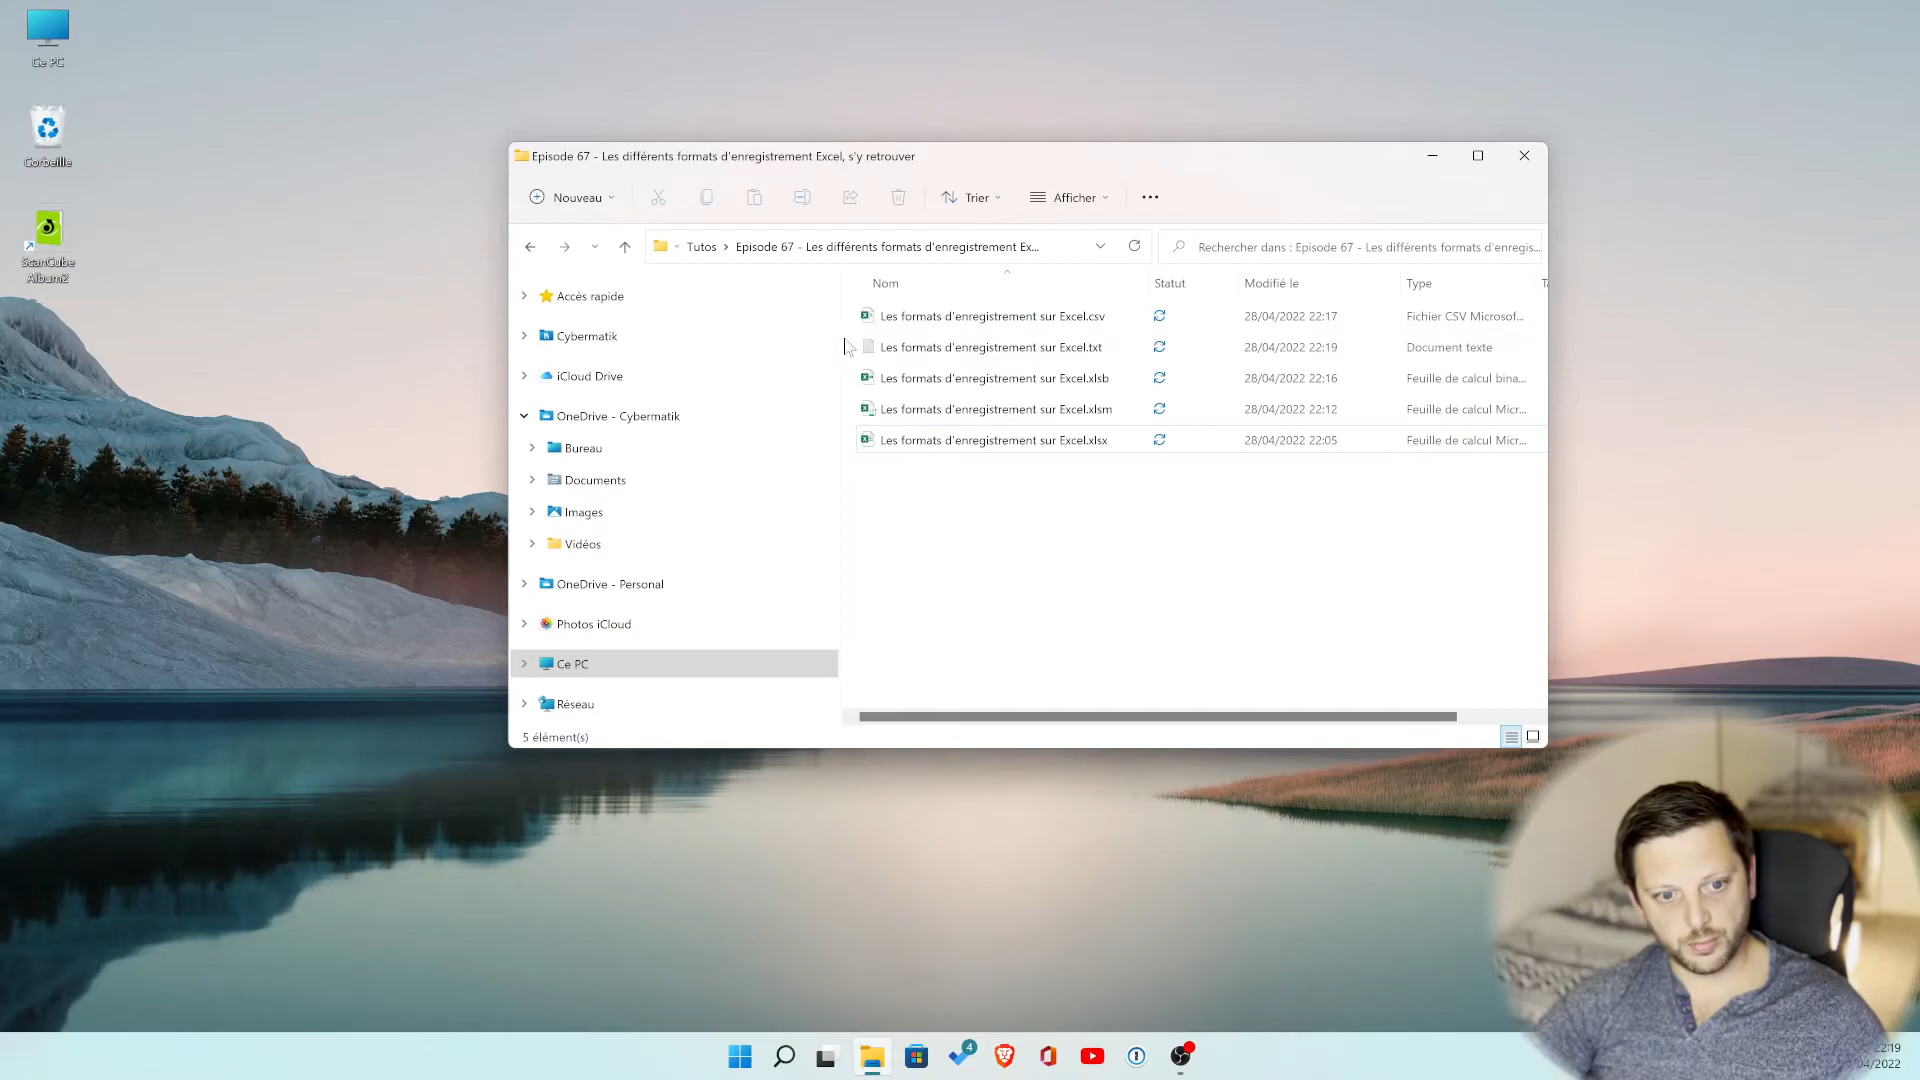 Ce PC
Corbeille
ScanCube
Album2
Episode 67 - Les différents formats d'enregistrement Excel, s'y retrouver
Nouveau
Trier
Afficher
Tutos > Episode 67 - Les différents formats d'enregistrement Ex...
Rechercher dans : Episode 67 - Les différents formats d'enregis...
Accès rapide
Cybermatik
iCloud Drive
OneDrive - Cybermatik
Bureau
Documents
Images
Vidéos
OneDrive - Personal
Photos iCloud
Ce PC
Réseau
Nom Statut Modifié le Type
Les formats d'enregistrement sur Excel.csv 28/04/2022 22:17 Fichier CSV Microsof...
Les formats d'enregistrement sur Excel.txt 28/04/2022 22:19 Document texte
Les formats d'enregistrement sur Excel.xlsb 28/04/2022 22:16 Feuille de calcul bina...
Les formats d'enregistrement sur Excel.xlsm 28/04/2022 22:12 Feuille de calcul Micr...
Les formats d'enregistrement sur Excel.xlsx 28/04/2022 22:05 Feuille de calcul Micr...
5 élément(s)
4
22:19
04/2022